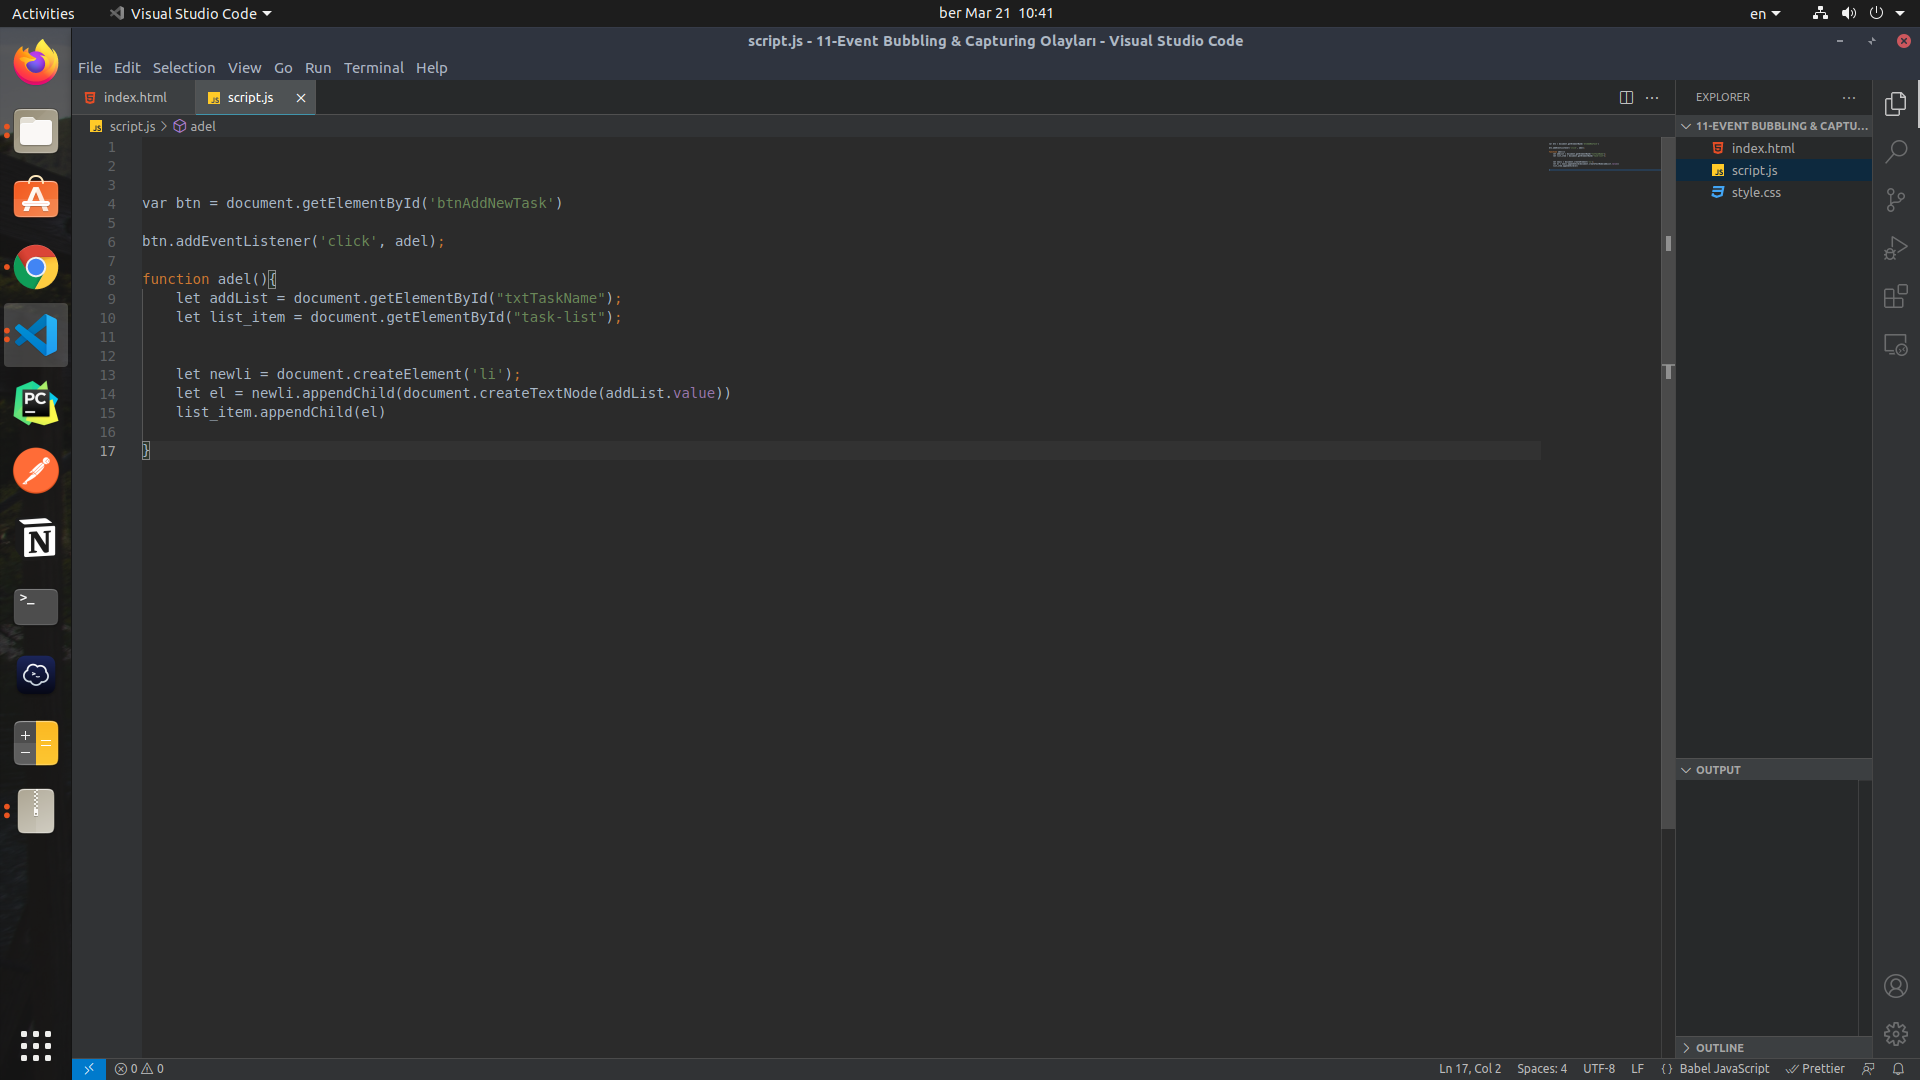 Activities
Visual Studio Code
ber Mar 21 10:41
en
script.js - 11-Event Bubbling & Capturing Olayları - Visual Studio Code
File Edit Selection View Go Run Terminal Help
index.html
script.js
script.js > adel
1
2
3
4 var btn = document.getElementById('btnAddNewTask')
5
6 btn.addEventListener('click', adel);
7
8 function adel(){
9 let addList = document.getElementById("txtTaskName");
10 let list_item = document.getElementById("task-list");
11
12
13 let newli = document.createElement('li');
14 let el = newli.appendChild(document.createTextNode(addList.value))
15 list_item.appendChild(el)
16
17 }
EXPLORER
11-EVENT BUBBLING & CAPTU...
index.html
script.js
style.css
OUTPUT
OUTLINE
0 0
Ln 17, Col 2
Spaces: 4
UTF-8
LF
{} Babel JavaScript
Prettier